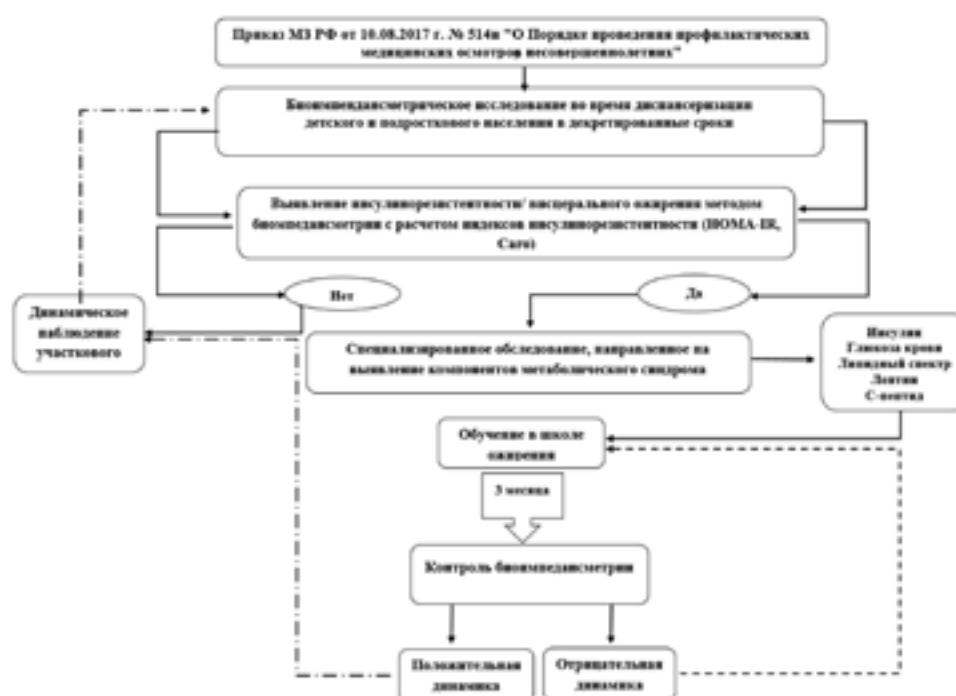 Приказ МЗ РФ от 10.08.2017 г. № 514н "О Порядке проведения профилактических
медицинских осмотров несовершеннолетних"
Биоимпедансметрическое исследование во время диспансеризации
детского и подросткового населения в декретированные сроки
Выявление инсулинорезистентности/ висцерального ожирения методом
биоимпедансметрии с расчетом индексов инсулинорезистентности (HOMA-IR,
Caro)
Нет
Да
Динамическое
наблюдение
участкового
Специализированное обследование, направленное на
выявление компонентов метаболического синдрома
Инсулин
Глюкоза крови
Липидный спектр
Лептин
С-пептид
Обучение в школе
ожирения
3 месяца
Контроль биоимпедансметрии
Положительная
динамика
Отрицательная
динамика